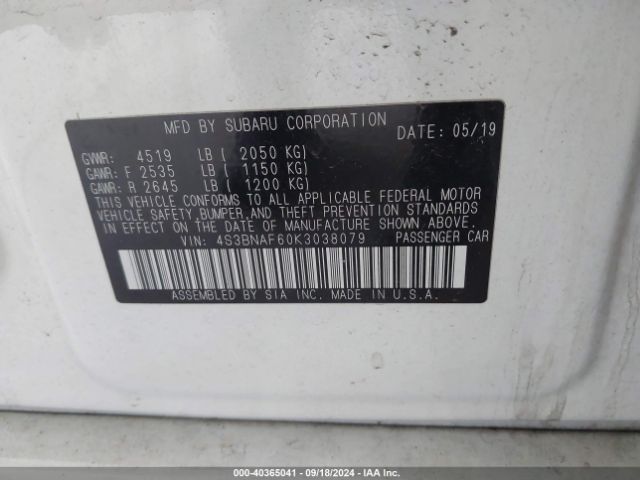 MFD BY SUBARU CORPORATION
DATE: 05/19
GVWR: 4519 LB ( 2050 KG)
GAWR: F 2535 LB ( 1150 KG)
GAWR: R 2645 LB ( 1200 KG)
THIS VEHICLE CONFORMS TO ALL APPLICABLE FEDERAL MOTOR
VEHICLE SAFETY, BUMPER, AND THEFT PREVENTION STANDARDS
IN EFFECT ON THE DATE OF MANUFACTURE SHOWN ABOVE.
VIN: 4S3BNAF60K3038079 PASSENGER CAR
ASSEMBLED BY SIA INC. MADE IN U.S.A.
000-40365041 - 09/18/2024 - IAA Inc.